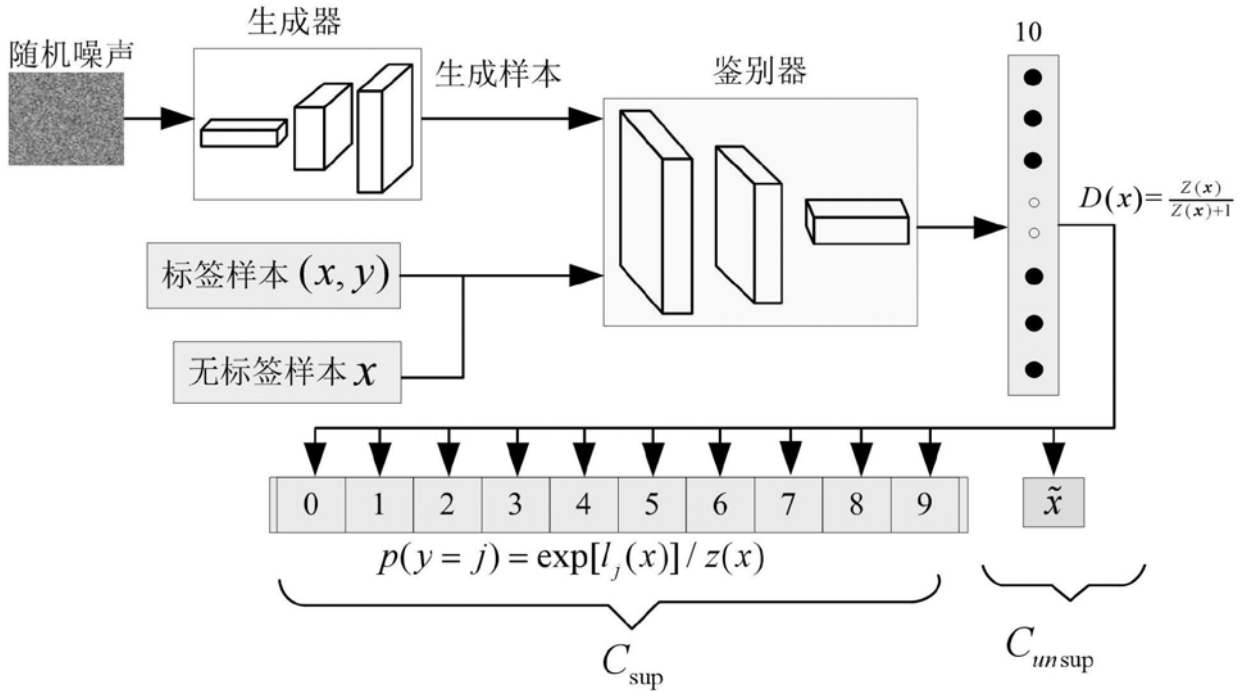 生成器
随机噪声
生成样本
鉴别器
10
D(x)=Z(x)/Z(x)+1
标签样本(x,y)
无标签样本x
0 1 2 3 4 5 6 7 8 9
x̃
p(y = j) = exp[l_j(x)] / z(x)
C_sup
C_unsup